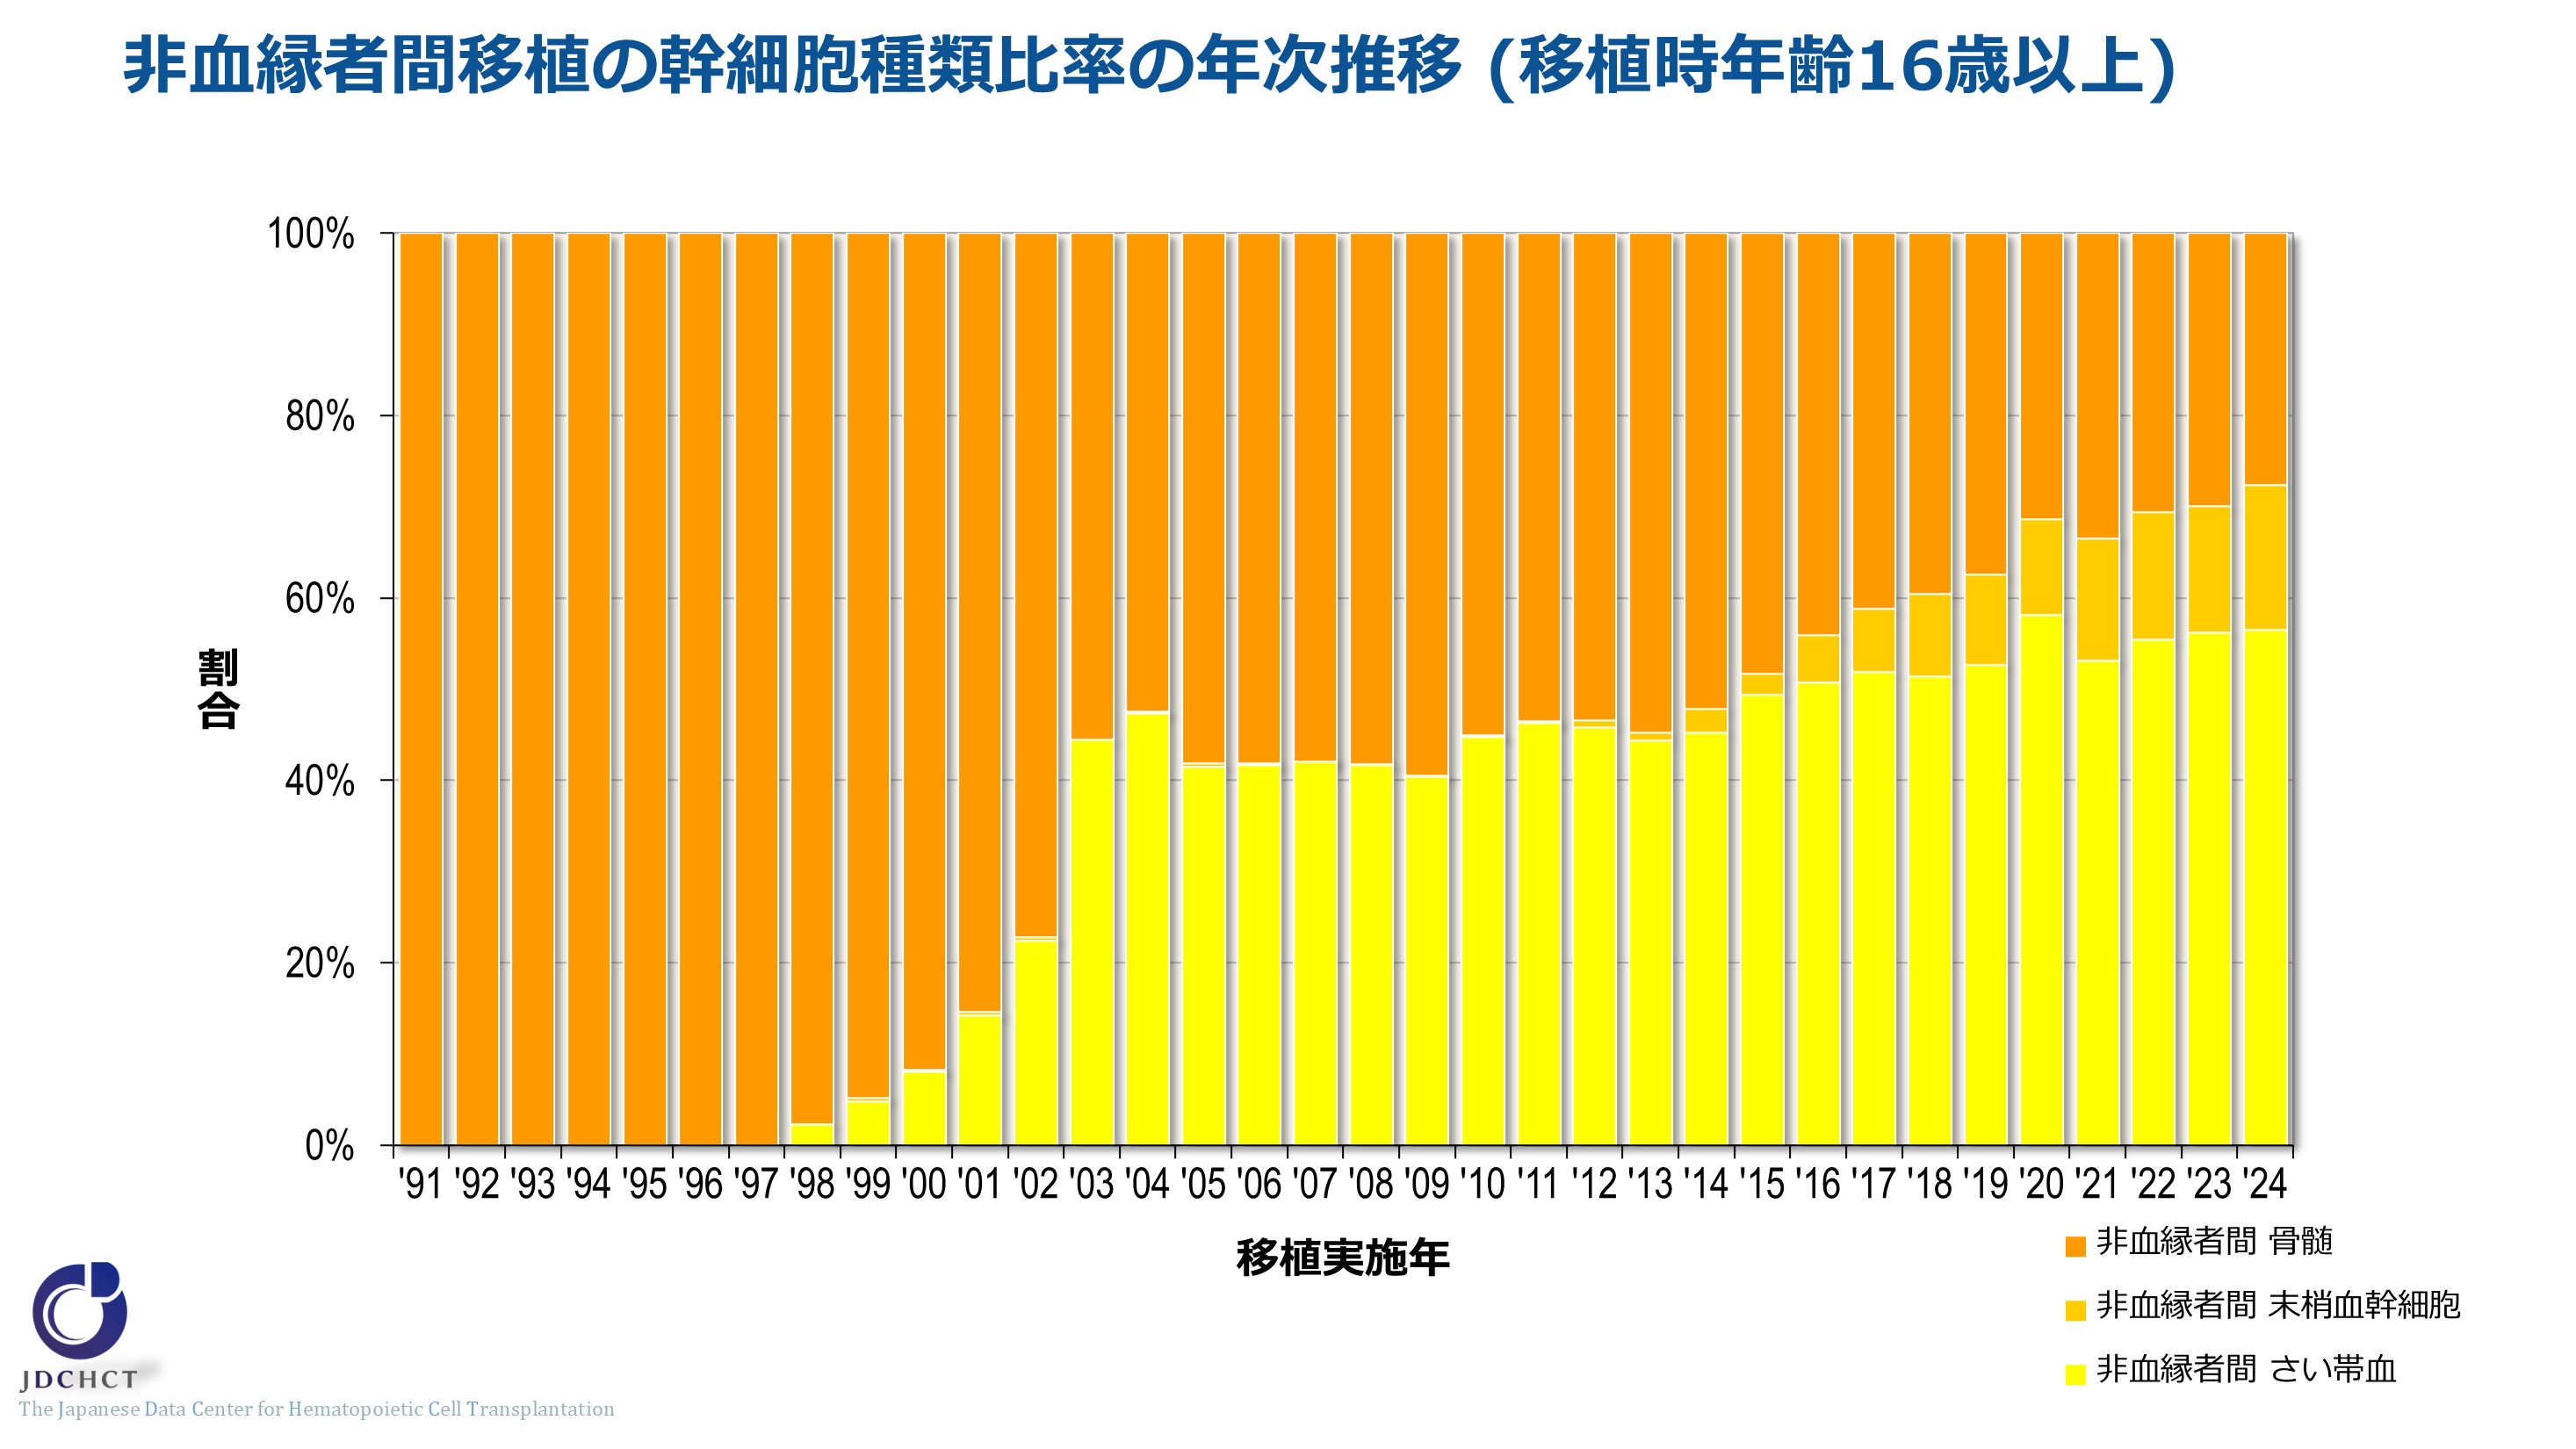 非血縁者間移植の幹細胞種類比率の年次推移 (移植時年齢16歳以上)
100%
80%
60%
40%
20%
0%
割合
'91 '92 '93 '94 '95 '96 '97 '98 '99 '00 '01 '02 '03 '04 '05 '06 '07 '08 '09 '10 '11 '12 '13 '14 '15 '16 '17 '18 '19 '20 '21 '22 '23 '24
移植実施年
非血縁者間 骨髄
非血縁者間 末梢血幹細胞
非血縁者間 さい帯血
JDCHCT
The Japanese Data Center for Hematopoietic Cell Transplantation